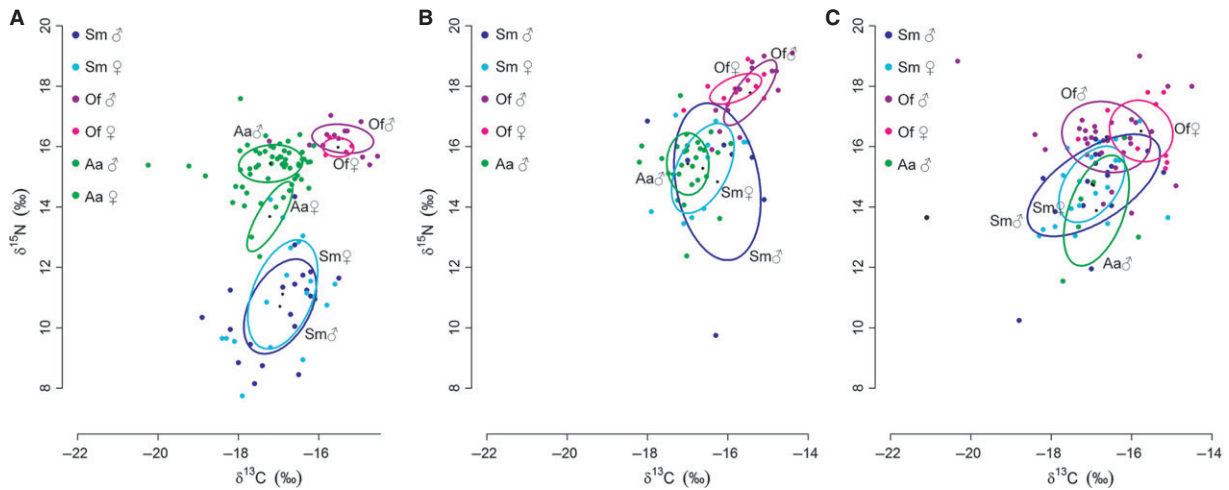 A
20
18
16
14
12
10
8
δ15N (‰)
Sm ♂
Sm ♀
Of ♂
Of ♀
Aa ♂
Aa ♀
Aa♂
Of♂
Of♀
Aa♀
Sm♀
Sm♂
−22 −20 −18 −16
δ13C (‰)
B
20
18
16
14
12
10
8
δ15N (‰)
Sm ♂
Sm ♀
Of ♂
Of ♀
Aa ♂
Of♀
Of♂
Aa♂
Sm♀
Sm♂
−22 −20 −18 −16 −14
δ13C (‰)
C
20
18
16
14
12
10
8
δ15N (‰)
Sm ♂
Sm ♀
Of ♂
Of ♀
Aa ♂
Of♂
Of♀
Sm♀
Sm♂
Aa♂
−22 −20 −18 −16 −14
δ13C (‰)